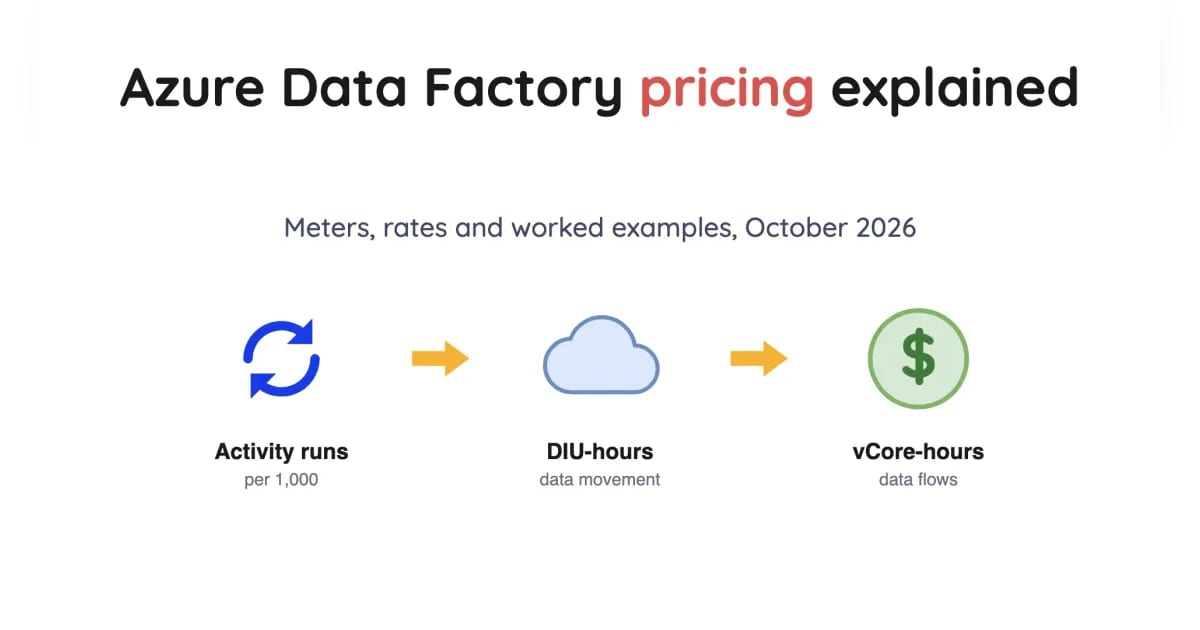 Azure Data Factory pricing explained
Meters, rates and worked examples, October 2026
$
Activity runs
per 1,000
DIU-hours
data movement
vCore-hours
data flows